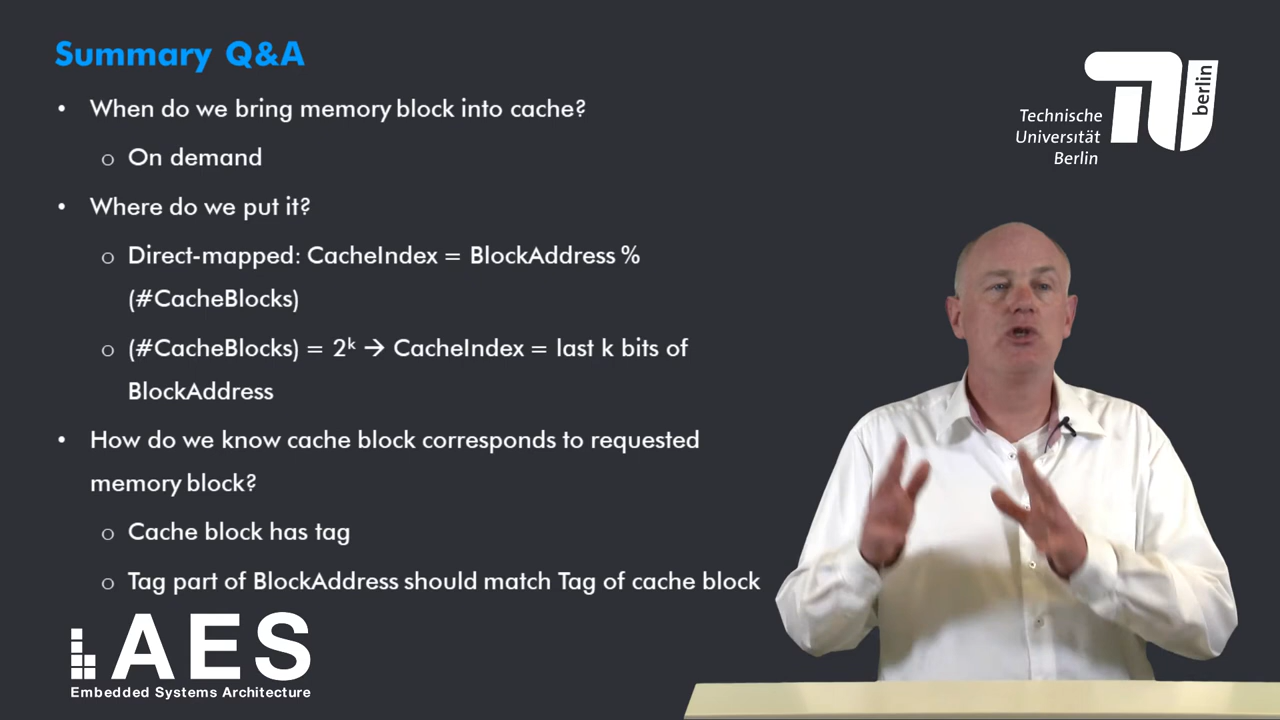 Summary Q&A
• When do we bring memory block into cache?
o On demand
• Where do we put it?
o Direct-mapped: CacheIndex = BlockAddress %
(#CacheBlocks)
o (#CacheBlocks) = 2ᵏ → CacheIndex = last k bits of
BlockAddress
• How do we know cache block corresponds to requested
memory block?
o Cache block has tag
o Tag part of BlockAddress should match Tag of cache block
Technische
Universität
Berlin
berlin
AES
Embedded Systems Architecture